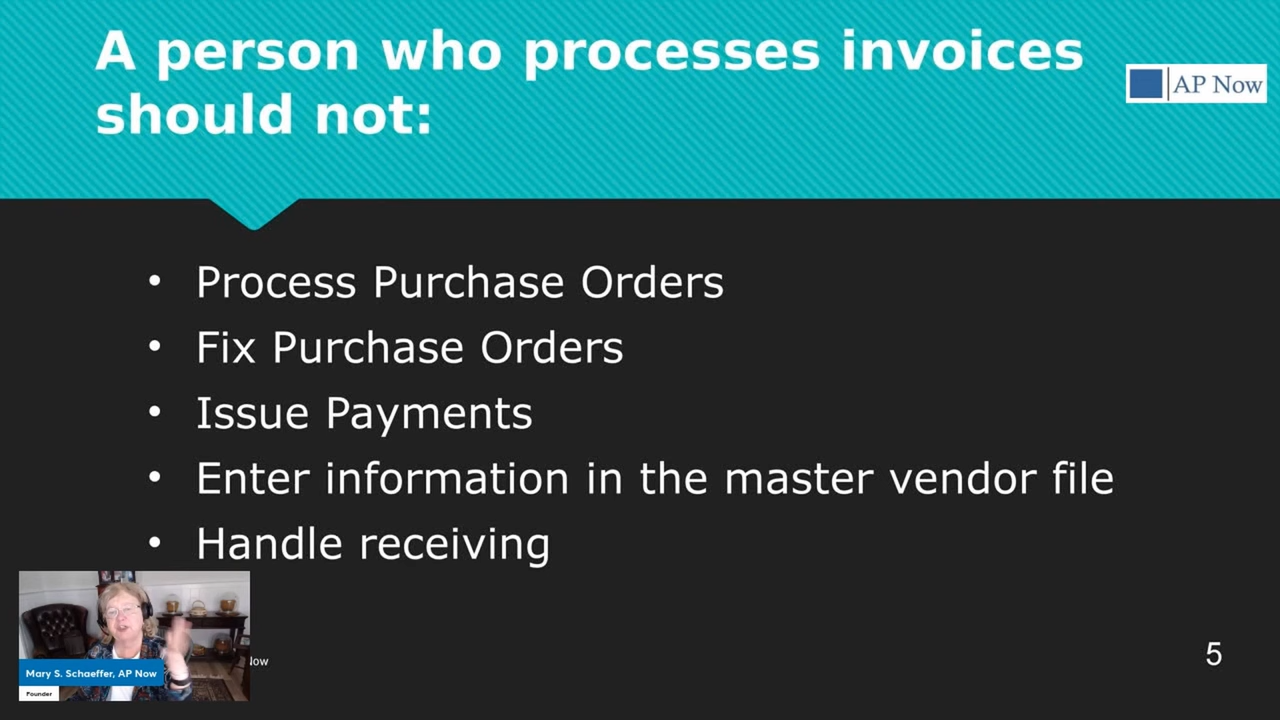 A person who processes invoices
should not:
AP Now
• Process Purchase Orders
• Fix Purchase Orders
• Issue Payments
• Enter information in the master vendor file
• Handle receiving
Mary S. Schaeffer, AP Now
Founder
5